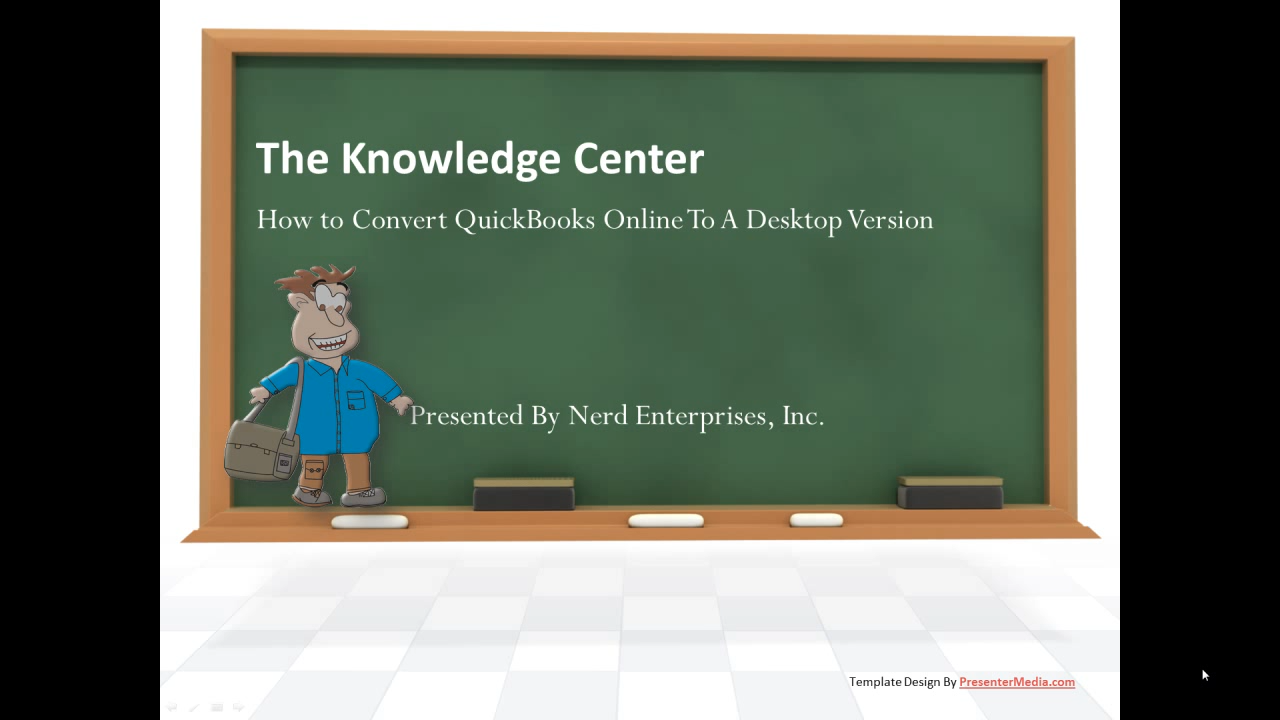 The Knowledge Center
How to Convert QuickBooks Online To A Desktop Version
Presented By Nerd Enterprises, Inc.
Template Design By PresenterMedia.com